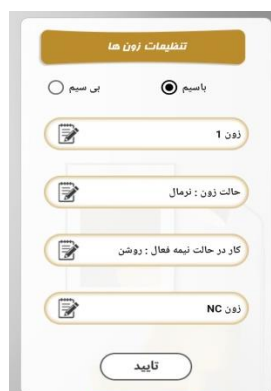 تنظیمات زون ها
باسیم
بی سیم
زون 1
حالت زون : نرمال
کار در حالت نیمه فعال : روشن
زون NC
تایید